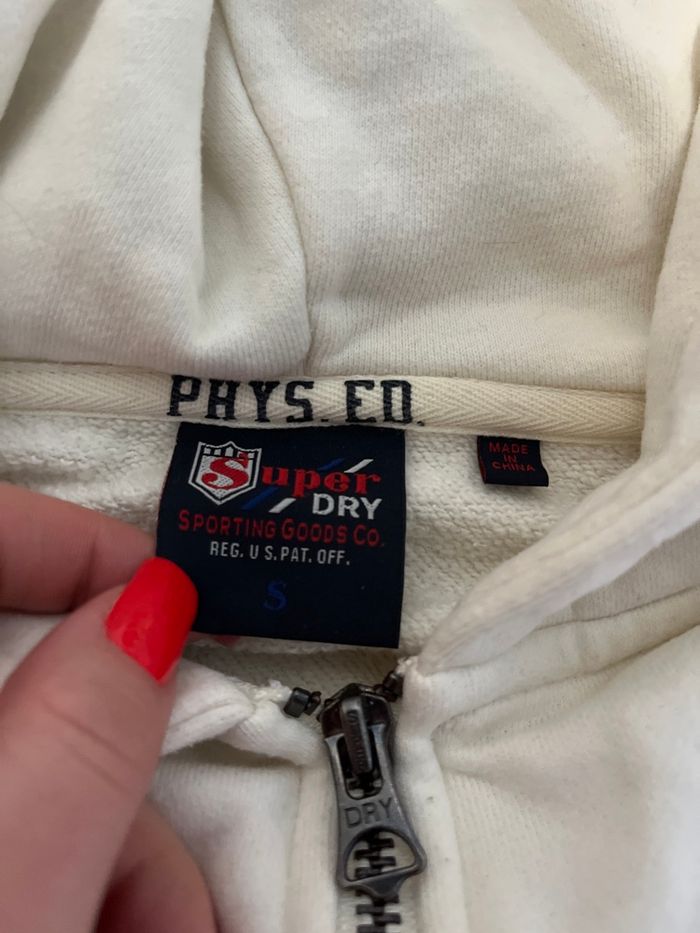 PHYS. ED.
Super
DRY
SPORTING GOODS CO.
REG. U S. PAT. OFF.
S
MADE
IN
CHINA
DRY